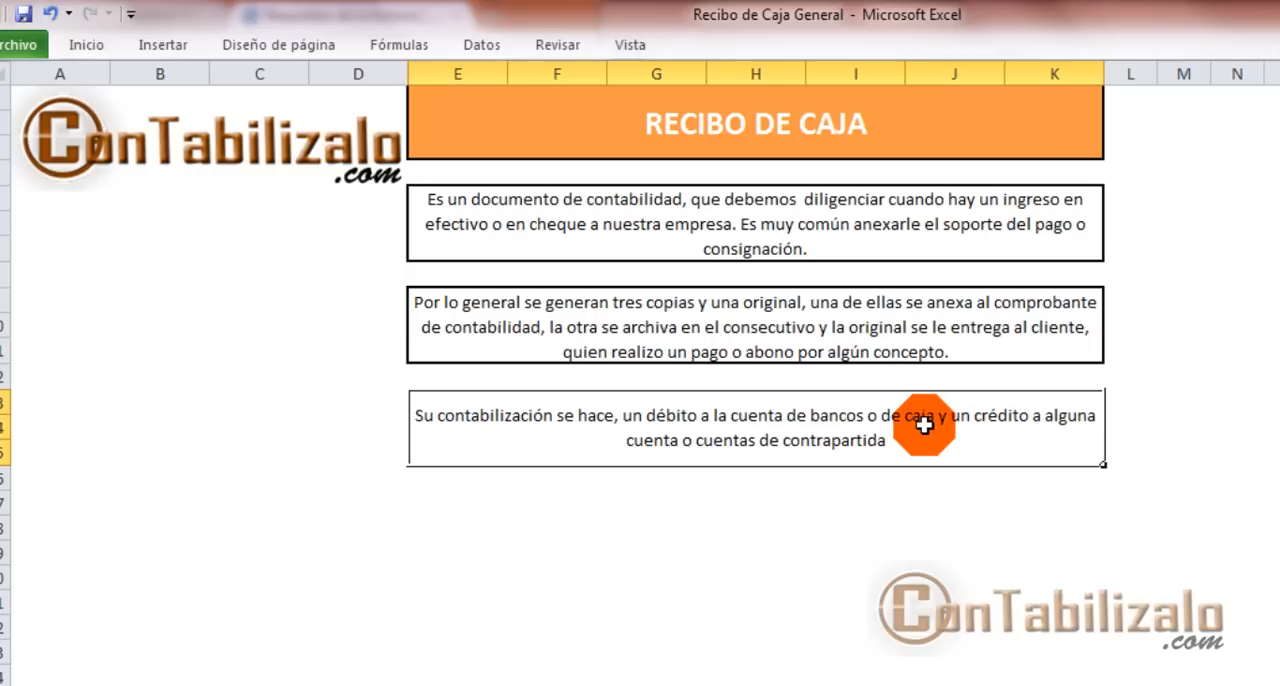 Recibo de Caja General - Microsoft Excel
rchivo Inicio Insertar Diseño de página Fórmulas Datos Revisar Vista
A B C D E F G H I J K L M N
ConTabilizalo
.com
RECIBO DE CAJA
Es un documento de contabilidad, que debemos diligenciar cuando hay un ingreso en
efectivo o en cheque a nuestra empresa. Es muy común anexarle el soporte del pago o
consignación.
Por lo general se generan tres copias y una original, una de ellas se anexa al comprobante
de contabilidad, la otra se archiva en el consecutivo y la original se le entrega al cliente,
quien realizo un pago o abono por algún concepto.
Su contabilización se hace, un débito a la cuenta de bancos o de caja y un crédito a alguna
cuenta o cuentas de contrapartida
ConTabilizalo
.com